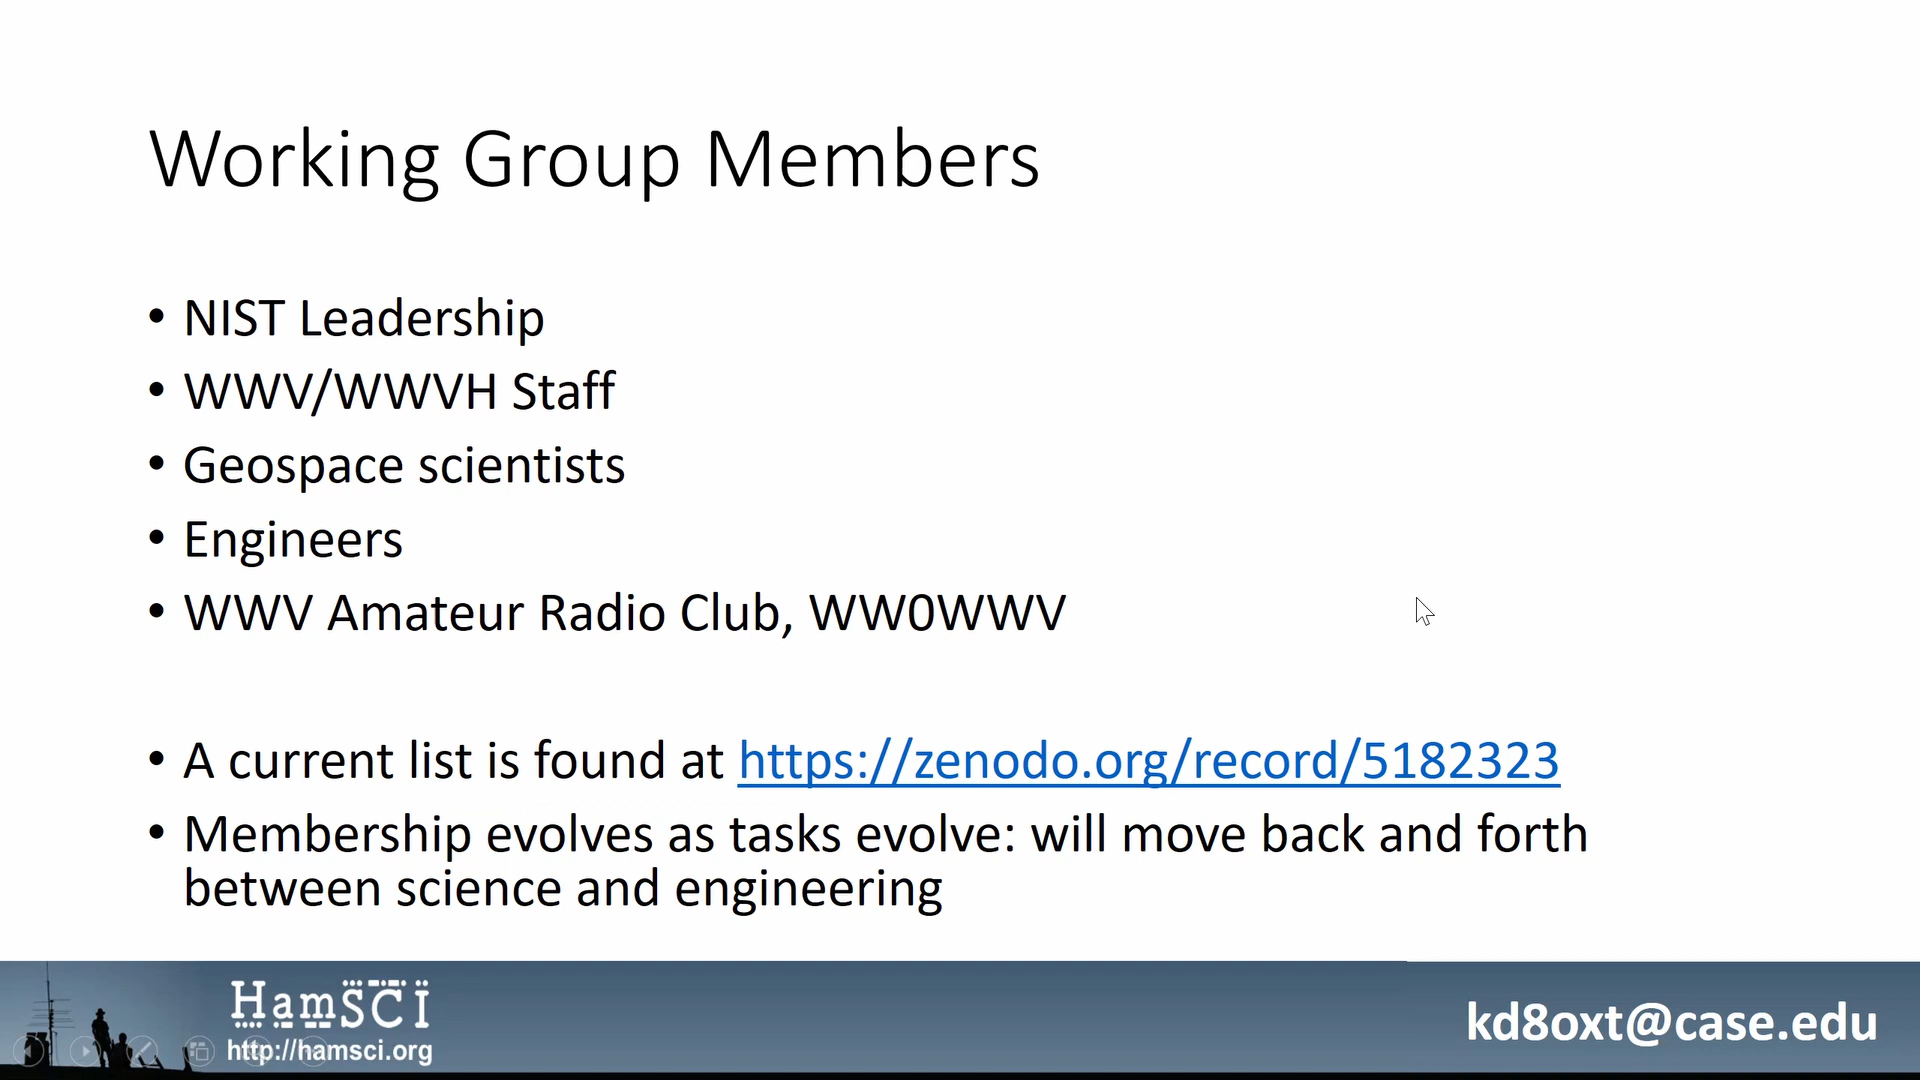 Working Group Members
• NIST Leadership
• WWV/WWVH Staff
• Geospace scientists
• Engineers
• WWV Amateur Radio Club, WW0WWV
• A current list is found at https://zenodo.org/record/5182323
• Membership evolves as tasks evolve: will move back and forth
between science and engineering
HamSCI
http://hamsci.org
kd8oxt@case.edu